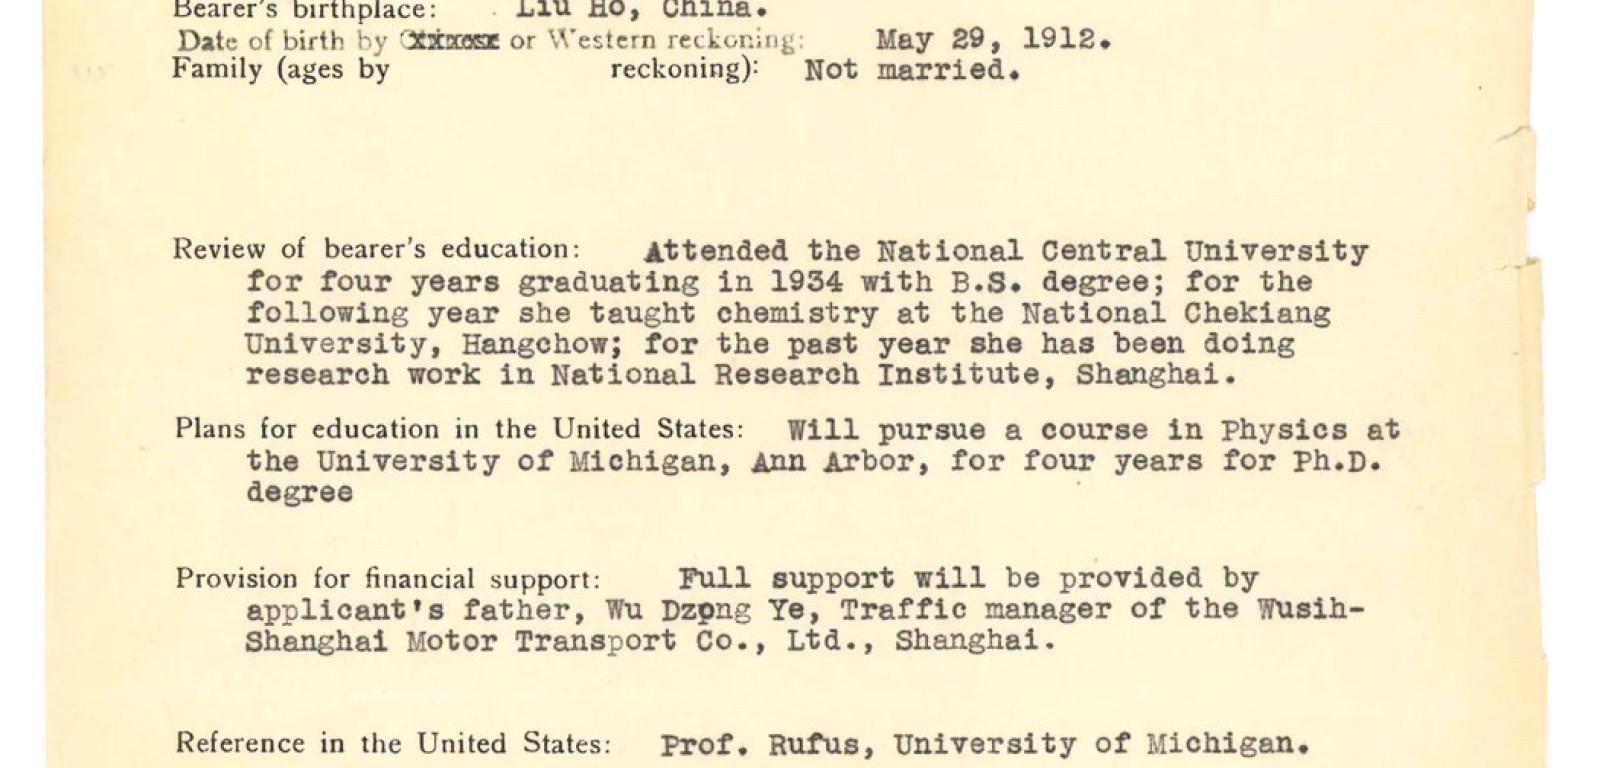 Bearer's birthplace: Liu Ho, China.
Date of birth by or Western reckoning: May 29, 1912.
Family (ages by reckoning): Not married.
Review of bearer's education: Attended the National Central University
for four years graduating in 1934 with B.S. degree; for the
following year she taught chemistry at the National Chekiang
University, Hangchow; for the past year she has been doing
research work in National Research Institute, Shanghai.
Plans for education in the United States: Will pursue a course in Physics at
the University of Michigan, Ann Arbor, for four years for Ph.D.
degree
Provision for financial support: Full support will be provided by
applicant's father, Wu Dzong Ye, Traffic manager of the Wusih-
Shanghai Motor Transport Co., Ltd., Shanghai.
Reference in the United States: Prof. Rufus, University of Michigan.